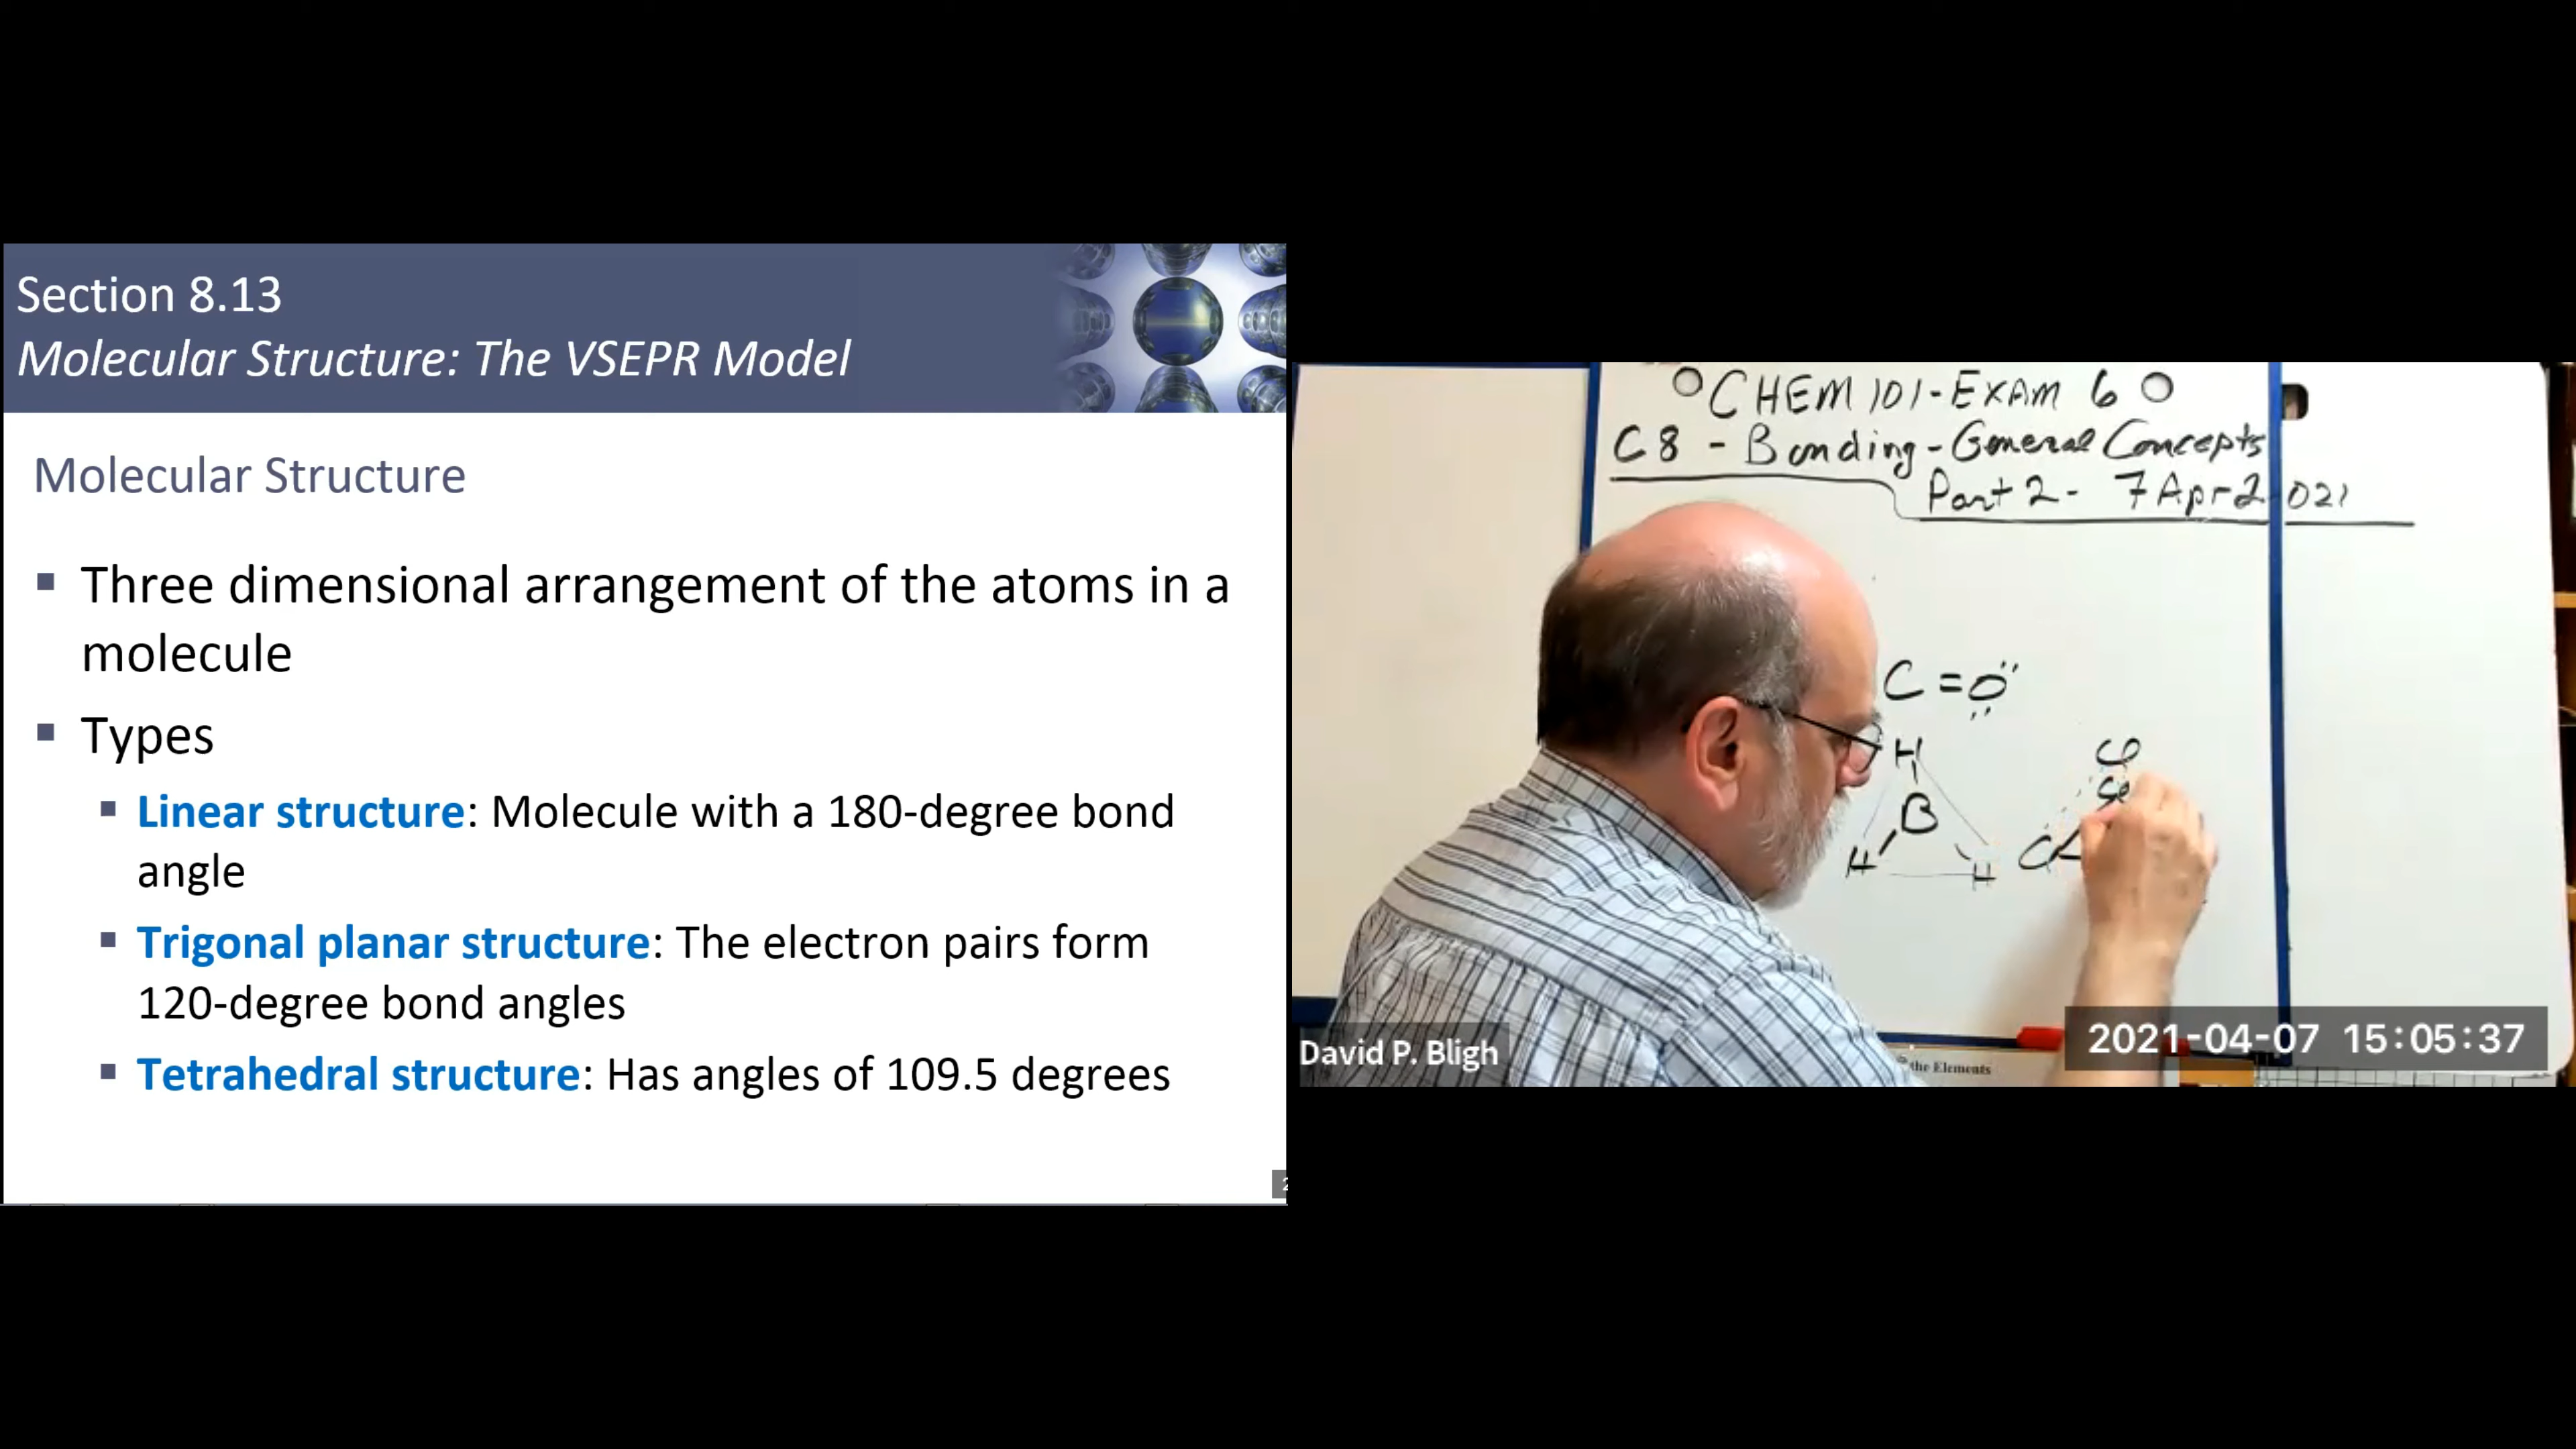 Section 8.13
Molecular Structure: The VSEPR Model
Molecular Structure
▪ Three dimensional arrangement of the atoms in a
molecule
▪ Types
▪ Linear structure: Molecule with a 180-degree bond
angle
▪ Trigonal planar structure: The electron pairs form
120-degree bond angles
▪ Tetrahedral structure: Has angles of 109.5 degrees
2
CHEM 101-EXAM 6
C8 - Bonding - General Concepts
Part 2 - 7 Apr 2021
C = O
H
B
H H
David P. Bligh
2021-04-07 15:05:37
the Elements